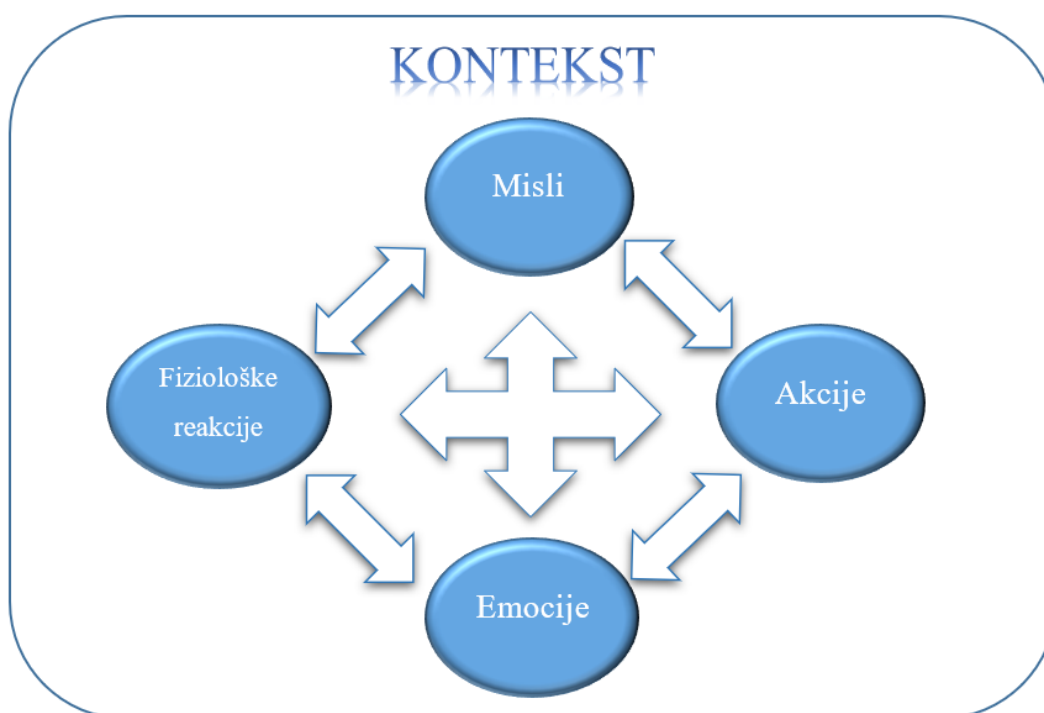 KONTEKST
Misli
Fiziološke
reakcije
Akcije
Emocije